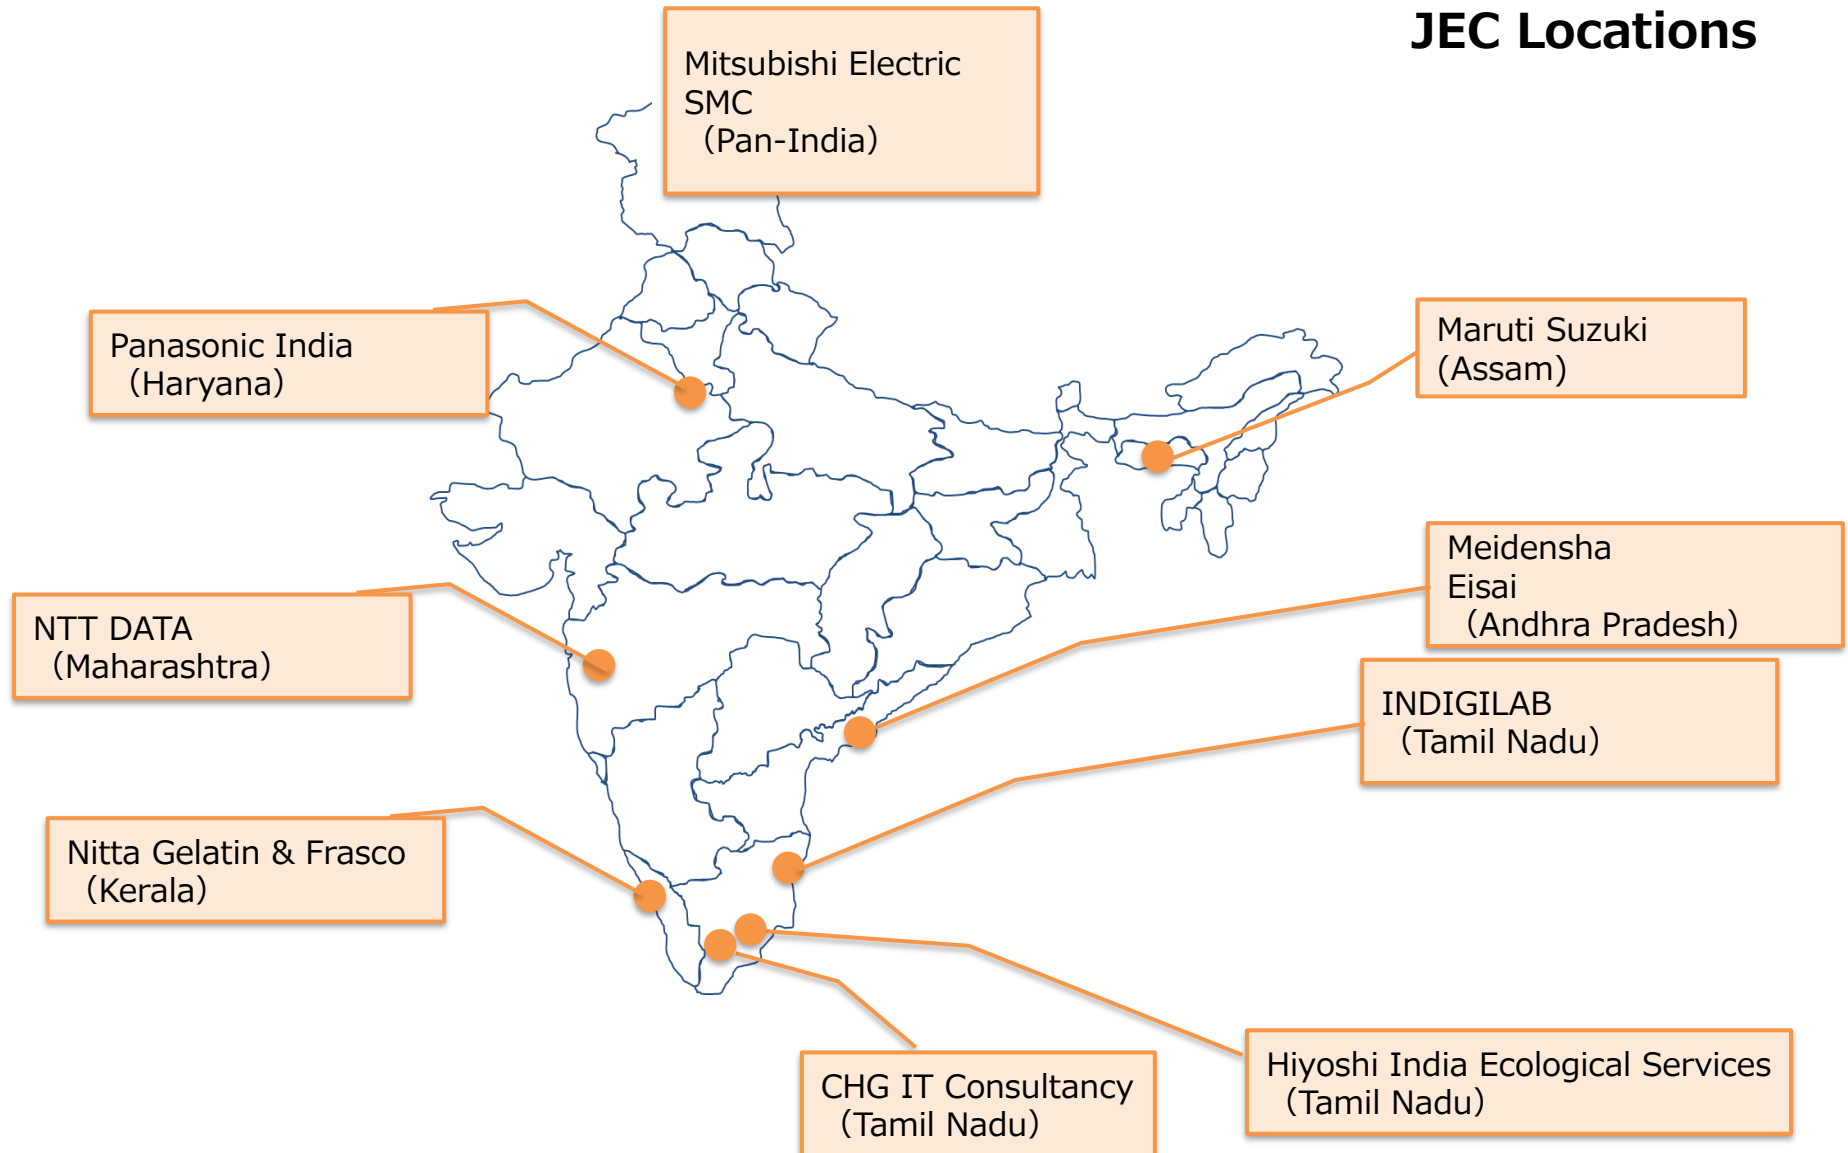 JEC Locations
Mitsubishi Electric
SMC
（Pan-India）
Panasonic India
（Haryana）
Maruti Suzuki
(Assam)
Meidensha
Eisai
（Andhra Pradesh）
NTT DATA
（Maharashtra）
INDIGILAB
（Tamil Nadu）
Nitta Gelatin & Frasco
（Kerala）
Hiyoshi India Ecological Services
（Tamil Nadu）
CHG IT Consultancy
（Tamil Nadu）